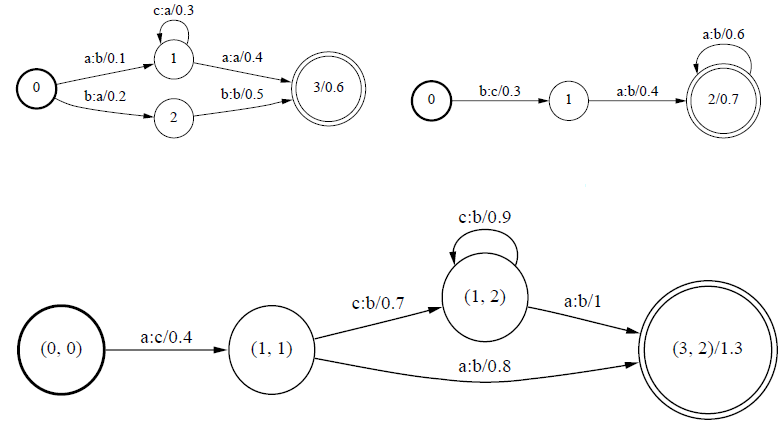 c:a/0.3
a:b/0.1
1
a:a/0.4
0
3/0.6
b:a/0.2
b:b/0.5
2
a:b/0.6
0
b:c/0.3
1
a:b/0.4
2/0.7
c:b/0.9
c:b/0.7
(1, 2)
a:b/1
(0, 0)
a:c/0.4
(1, 1)
(3, 2)/1.3
a:b/0.8